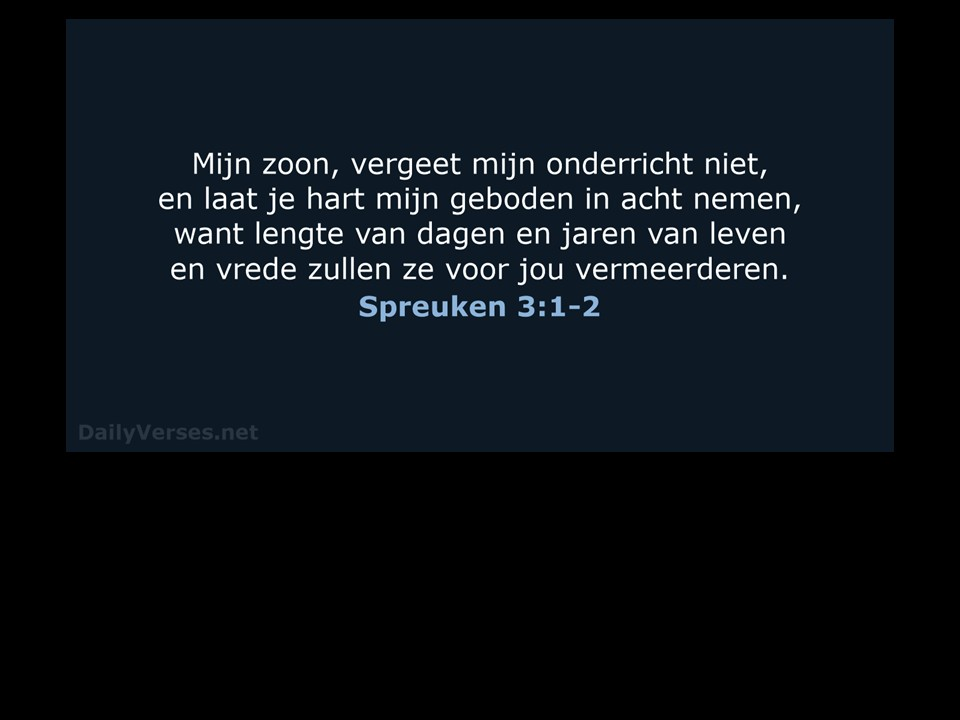 Mijn zoon, vergeet mijn onderricht niet,
en laat je hart mijn geboden in acht nemen,
want lengte van dagen en jaren van leven
en vrede zullen ze voor jou vermeerderen.
Spreuken 3:1-2
DailyVerses.net